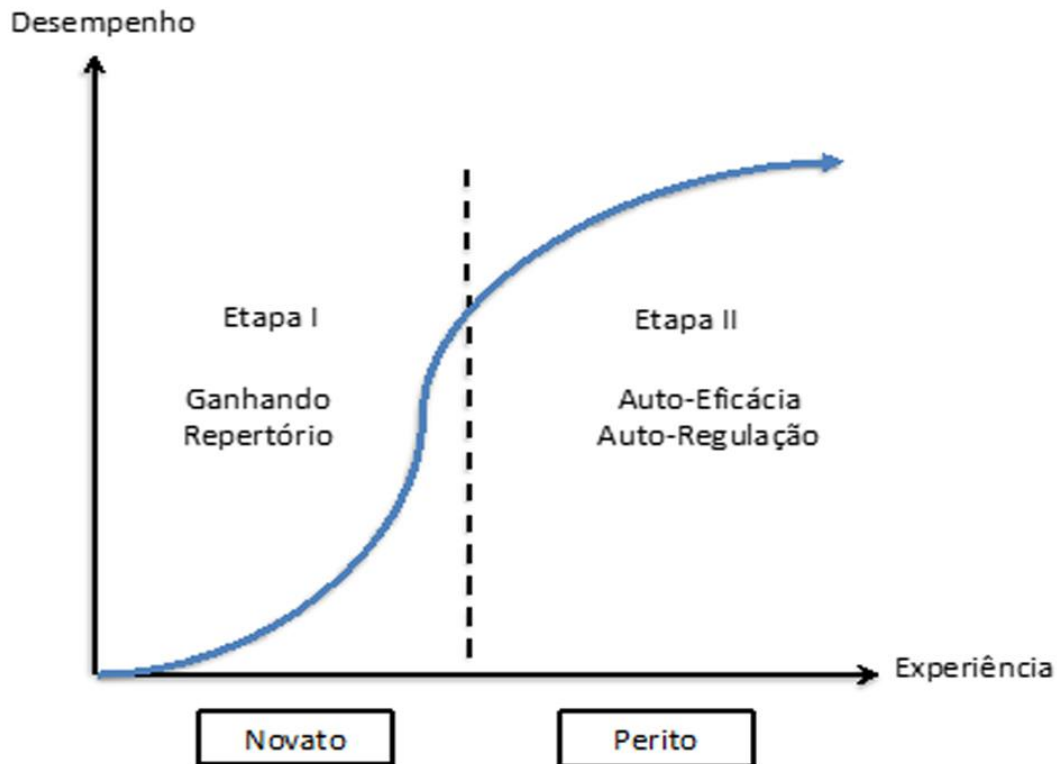 Desempenho
Etapa I
Ganhando
Repertório
Etapa II
Auto-Eficácia
Auto-Regulação
Experiência
Novato
Perito